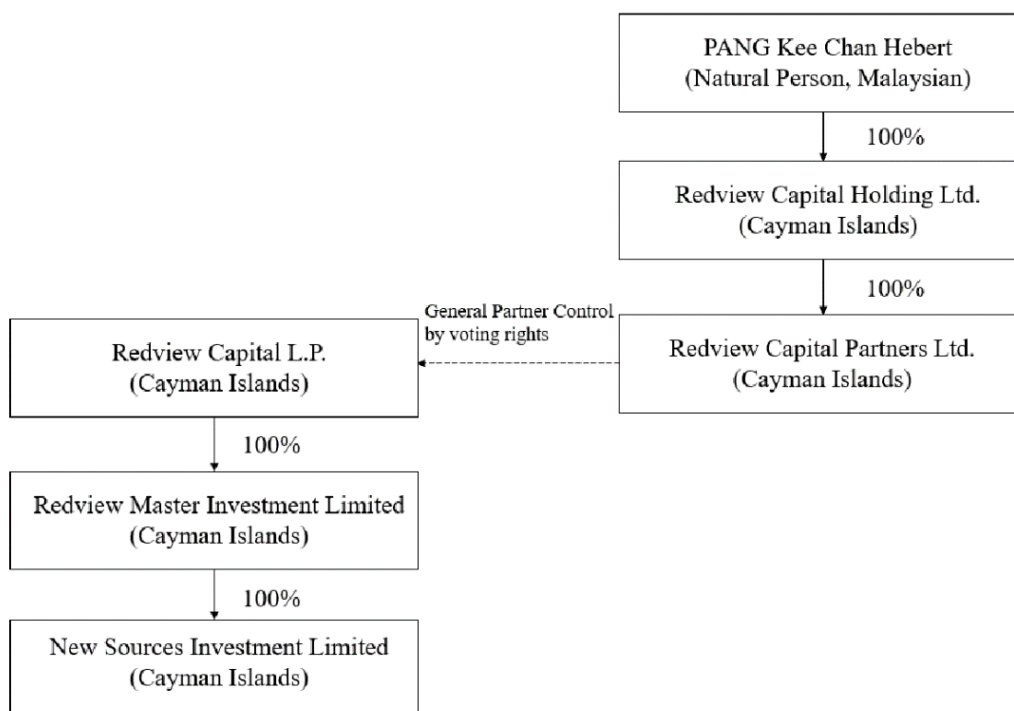 PANG Kee Chan Hebert
(Natural Person, Malaysian)
100%
Redview Capital Holding Ltd.
(Cayman Islands)
100%
Redview Capital Partners Ltd.
(Cayman Islands)
General Partner Control
by voting rights
Redview Capital L.P.
(Cayman Islands)
100%
Redview Master Investment Limited
(Cayman Islands)
100%
New Sources Investment Limited
(Cayman Islands)